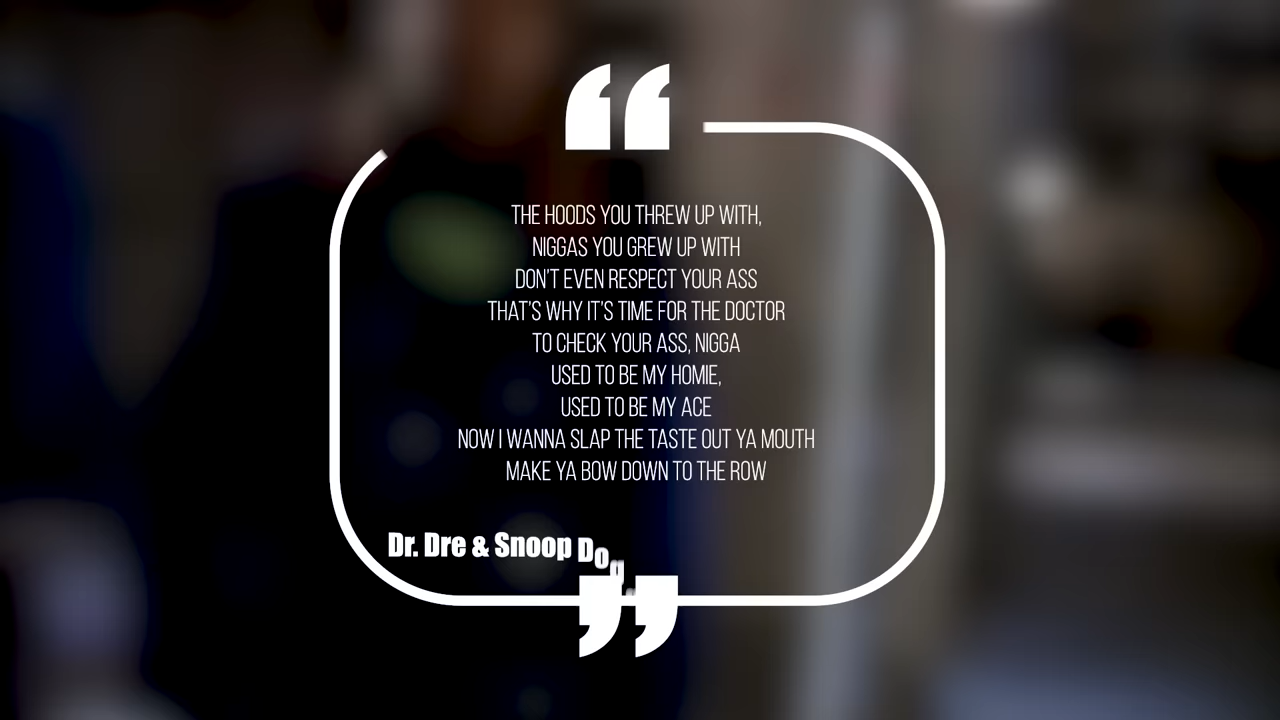 THE HOODS YOU THREW UP WITH,
NIGGAS YOU GREW UP WITH
DON'T EVEN RESPECT YOUR ASS
THAT'S WHY IT'S TIME FOR THE DOCTOR
TO CHECK YOUR ASS, NIGGA
USED TO BE MY HOMIE,
USED TO BE MY ACE
NOW I WANNA SLAP THE TASTE OUT YA MOUTH
MAKE YA BOW DOWN TO THE ROW
Dr. Dre & Snoop Dog